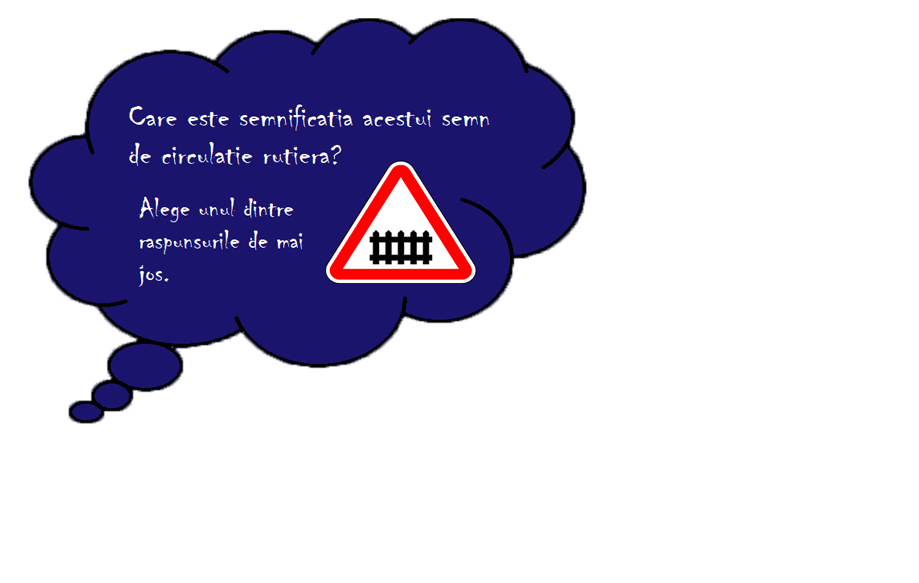 Care este semnificatia acestui semn
de circulatie rutiera?
Alege unul dintre
raspunsurile de mai
jos.